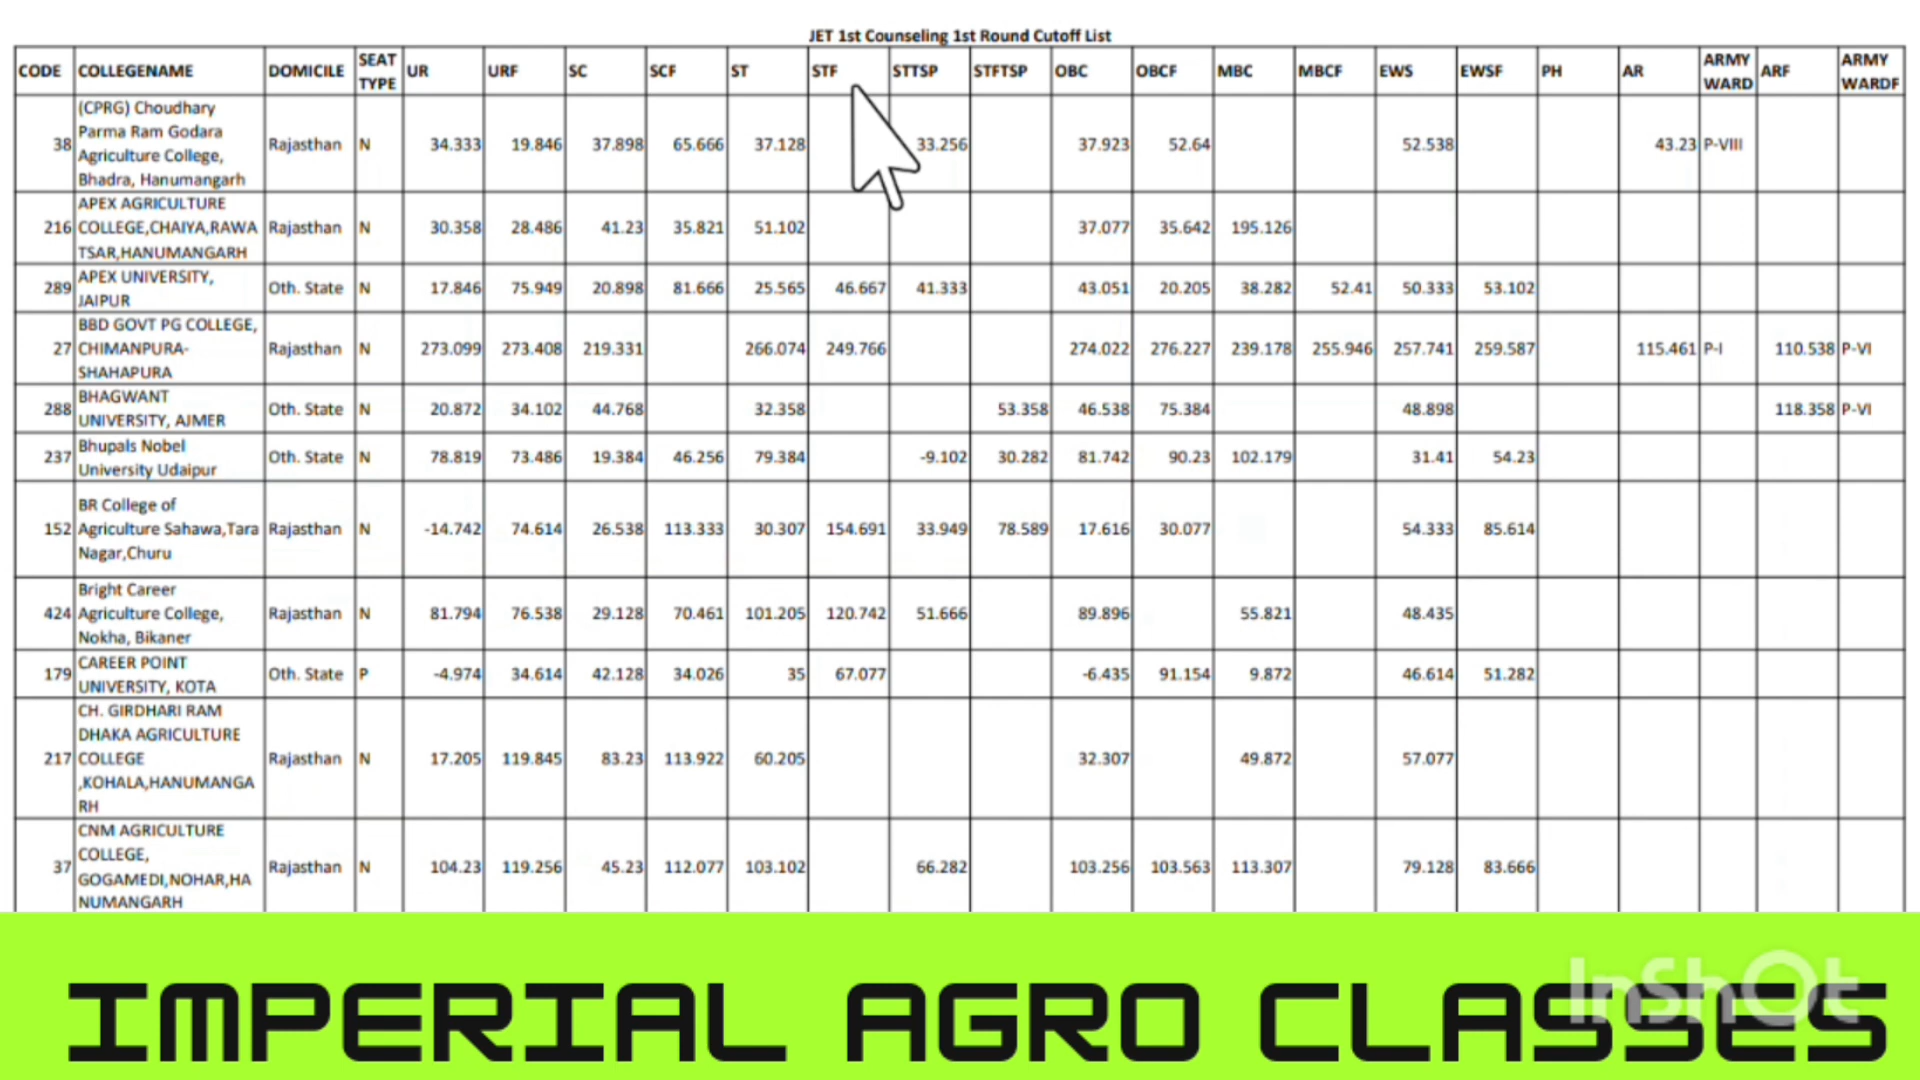 JET 1st Counseling 1st Round Cutoff List
CODE COLLEGENAME DOMICILE SEAT TYPE UR URF SC SCF ST STF STTSP STFTSP OBC OBCF MBC MBCF EWS EWSF PH AR ARMY WARD ARF ARMY WARDF
38 (CPRG) Choudhary Parma Ram Godara Agriculture College, Bhadra, Hanumangarh Rajasthan N 34.333 19.846 37.898 65.666 37.128 33.256 37.923 52.64 52.538 43.23 P-VIII
216 APEX AGRICULTURE COLLEGE,CHAIYA,RAWATSAR,HANUMANGARH Rajasthan N 30.358 28.486 41.23 35.821 51.102 37.077 35.642 195.126
289 APEX UNIVERSITY, JAIPUR Oth. State N 17.846 75.949 20.898 81.666 25.565 46.667 41.333 43.051 20.205 38.282 52.41 50.333 53.102
27 BBD GOVT PG COLLEGE, CHIMANPURA-SHAHAPURA Rajasthan N 273.099 273.408 219.331 266.074 249.766 274.022 276.227 239.178 255.946 257.741 259.587 115.461 P-I 110.538 P-VI
288 BHAGWANT UNIVERSITY, AJMER Oth. State N 20.872 34.102 44.768 32.358 53.358 46.538 75.384 48.898 118.358 P-VI
237 Bhupals Nobel University Udaipur Oth. State N 78.819 73.486 19.384 46.256 79.384 -9.102 30.282 81.742 90.23 102.179 31.41 54.23
152 BR College of Agriculture Sahawa,Tara Nagar,Churu Rajasthan N -14.742 74.614 26.538 113.333 30.307 154.691 33.949 78.589 17.616 30.077 54.333 85.614
424 Bright Career Agriculture College, Nokha, Bikaner Rajasthan N 81.794 76.538 29.128 70.461 101.205 120.742 51.666 89.896 55.821 48.435
179 CAREER POINT UNIVERSITY, KOTA Oth. State P -4.974 34.614 42.128 34.026 35 67.077 -6.435 91.154 9.872 46.614 51.282
217 CH. GIRDHARI RAM DHAKA AGRICULTURE COLLEGE ,KOHALA,HANUMANGARH Rajasthan N 17.205 119.845 83.23 113.922 60.205 32.307 49.872 57.077
37 CNM AGRICULTURE COLLEGE, GOGAMEDI,NOHAR,HANUMANGARH Rajasthan N 104.23 119.256 45.23 112.077 103.102 66.282 103.256 103.563 113.307 79.128 83.666
InShOt
IMPERIAL AGRO CLASSES